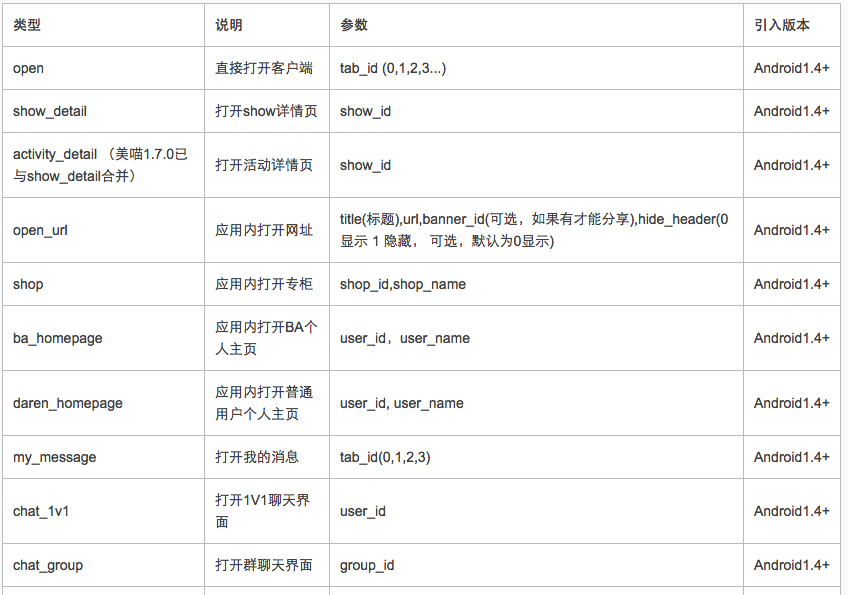 类型 说明 参数 引入版本
open 直接打开客户端 tab_id (0,1,2,3...) Android1.4+
show_detail 打开show详情页 show_id Android1.4+
activity_detail （美喵1.7.0已
与show_detail合并） 打开活动详情页 show_id Android1.4+
open_url 应用内打开网址 title(标题),url,banner_id(可选，如果有才能分享),hide_header(0
显示 1 隐藏， 可选，默认为0显示) Android1.4+
shop 应用内打开专柜 shop_id,shop_name Android1.4+
ba_homepage 应用内打开BA个
人主页 user_id，user_name Android1.4+
daren_homepage 应用内打开普通
用户个人主页 user_id, user_name Android1.4+
my_message 打开我的消息 tab_id(0,1,2,3) Android1.4+
chat_1v1 打开1V1聊天界
面 user_id Android1.4+
chat_group 打开群聊天界面 group_id Android1.4+